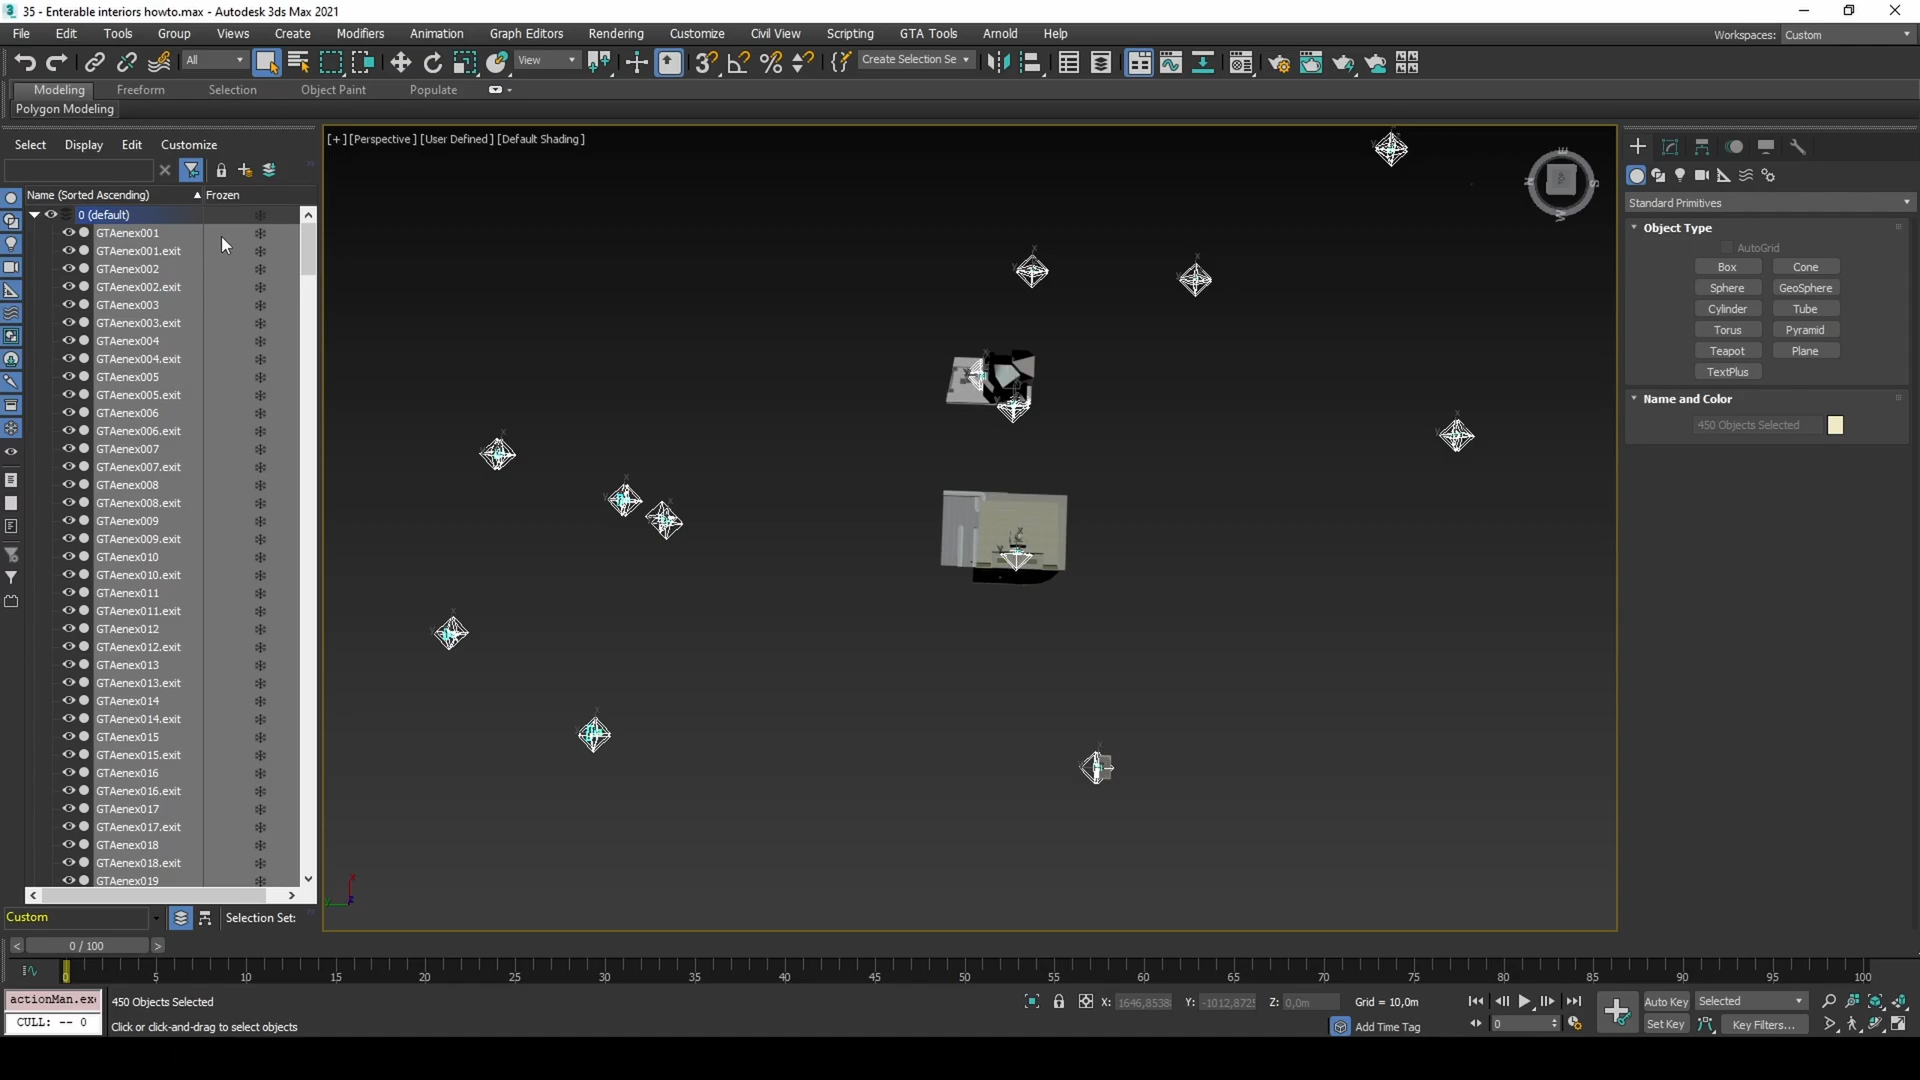 35 - Enterable interiors howto.max - Autodesk 3ds Max 2021
File Edit Tools Group Views Create Modifiers Animation Graph Editors Rendering Customize Civil View Scripting GTA Tools Arnold Help
Workspaces: Custom
All View Create Selection Se
Modeling Freeform Selection Object Paint Populate
Polygon Modeling
Select Display Edit Customize
Name (Sorted Ascending) Frozen
0 (default)
GTAenex001
GTAenex001.exit
GTAenex002
GTAenex002.exit
GTAenex003
GTAenex003.exit
GTAenex004
GTAenex004.exit
GTAenex005
GTAenex005.exit
GTAenex006
GTAenex006.exit
GTAenex007
GTAenex007.exit
GTAenex008
GTAenex008.exit
GTAenex009
GTAenex009.exit
GTAenex010
GTAenex010.exit
GTAenex011
GTAenex011.exit
GTAenex012
GTAenex012.exit
GTAenex013
GTAenex013.exit
GTAenex014
GTAenex014.exit
GTAenex015
GTAenex015.exit
GTAenex016
GTAenex016.exit
GTAenex017
GTAenex017.exit
GTAenex018
GTAenex018.exit
GTAenex019
Custom Selection Set:
[+] [Perspective] [User Defined] [Default Shading]
Standard Primitives
Object Type
AutoGrid
Box Cone
Sphere GeoSphere
Cylinder Tube
Torus Pyramid
Teapot Plane
TextPlus
Name and Color
450 Objects Selected
0 / 100
0 5 10 15 20 25 30 35 40 45 50 55 60 65 70 75 80 85 90 95 100
actionMan.exe 450 Objects Selected X: 1646,8538 Y: -1012,8725 Z: 0,0m Grid = 10,0m Auto Key Selected
CULL: -- 0 Click or click-and-drag to select objects Add Time Tag 0 Set Key Key Filters...